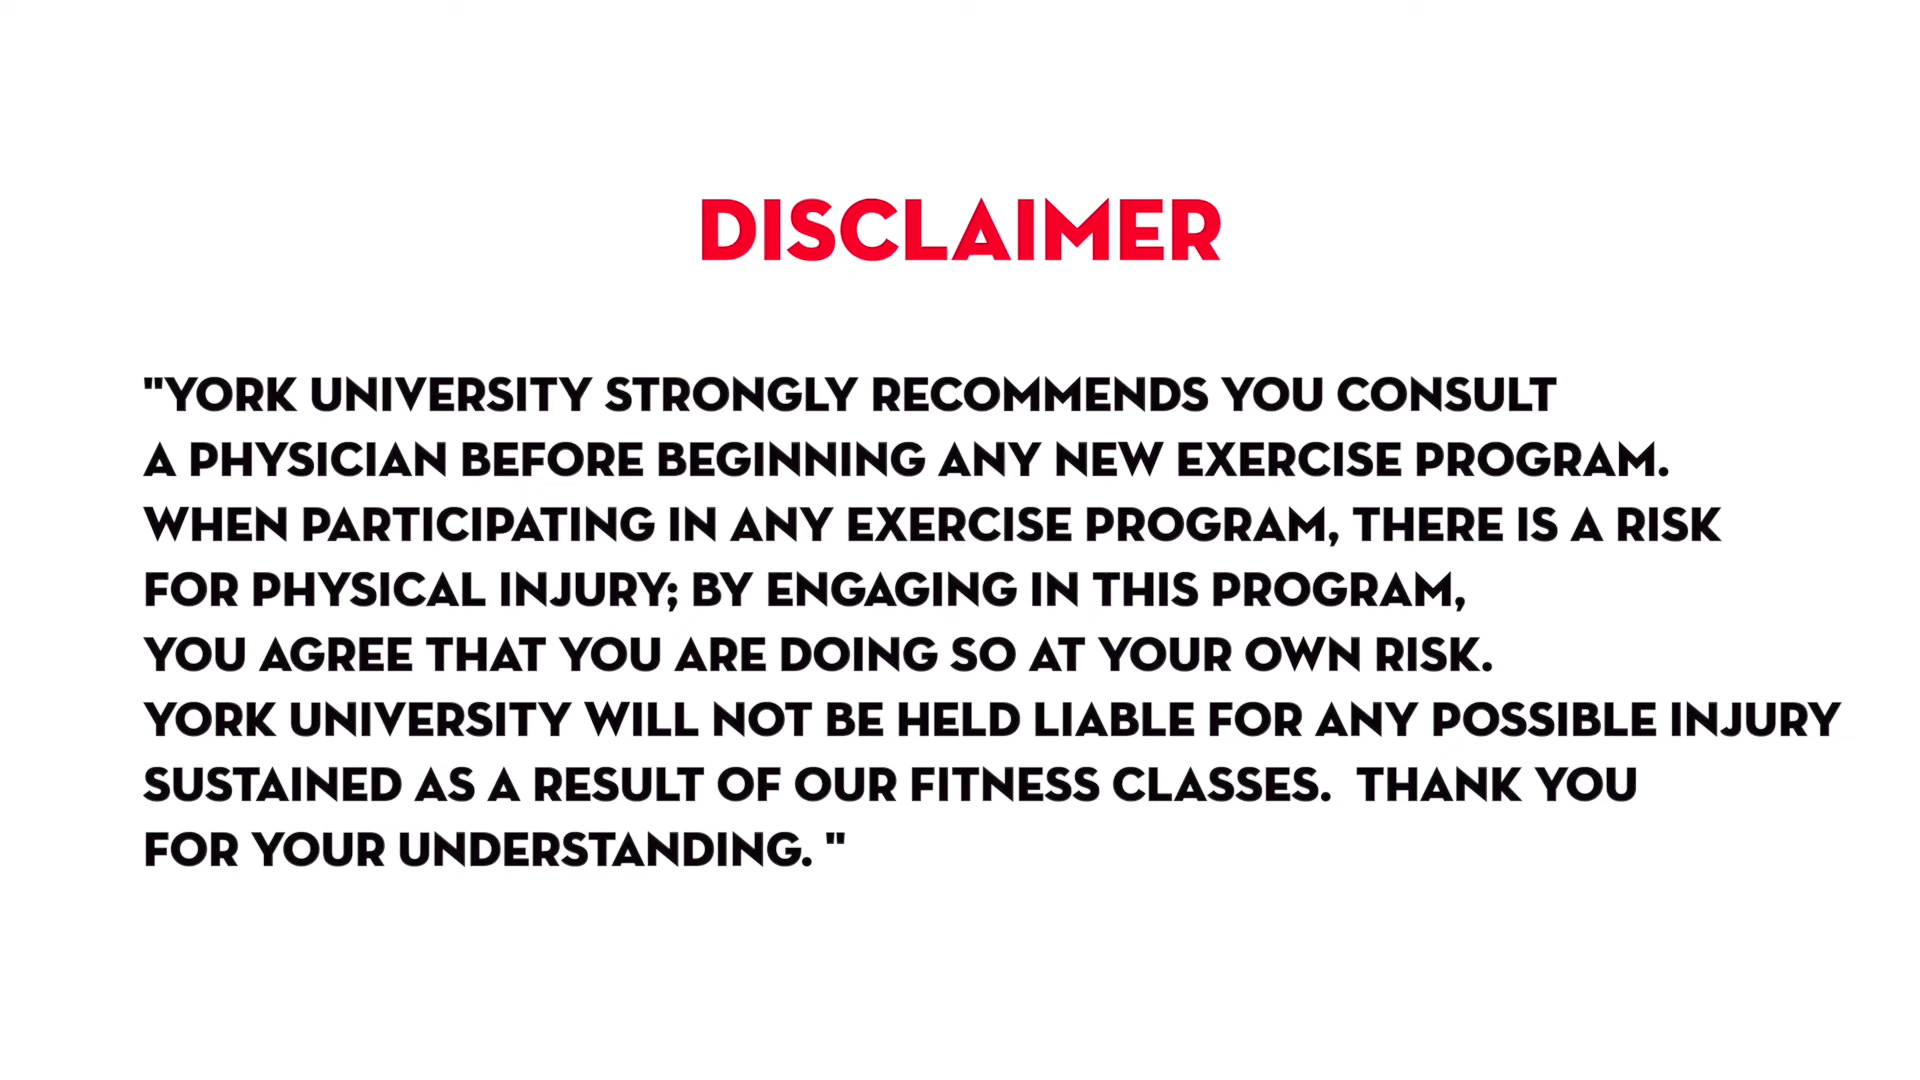 DISCLAIMER
"YORK UNIVERSITY STRONGLY RECOMMENDS YOU CONSULT
A PHYSICIAN BEFORE BEGINNING ANY NEW EXERCISE PROGRAM.
WHEN PARTICIPATING IN ANY EXERCISE PROGRAM, THERE IS A RISK
FOR PHYSICAL INJURY; BY ENGAGING IN THIS PROGRAM,
YOU AGREE THAT YOU ARE DOING SO AT YOUR OWN RISK.
YORK UNIVERSITY WILL NOT BE HELD LIABLE FOR ANY POSSIBLE INJURY
SUSTAINED AS A RESULT OF OUR FITNESS CLASSES.  THANK YOU
FOR YOUR UNDERSTANDING. "